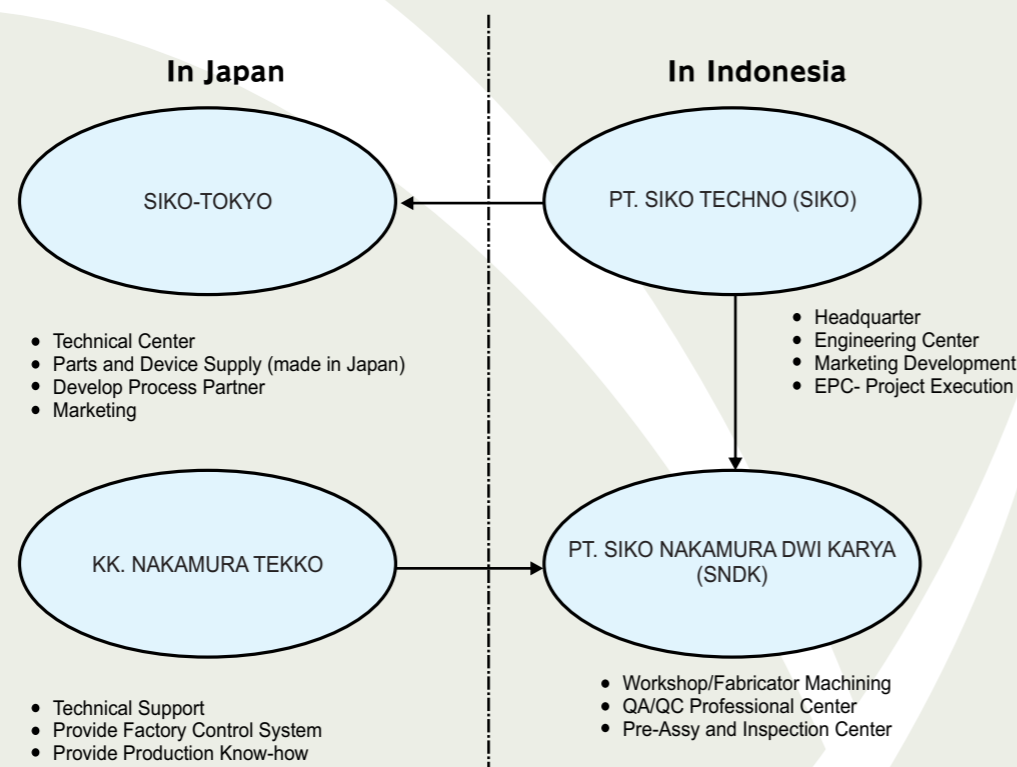 In Japan
In Indonesia
SIKO-TOKYO
PT. SIKO TECHNO (SIKO)
• Technical Center
• Parts and Device Supply (made in Japan)
• Develop Process Partner
• Marketing
• Headquarter
• Engineering Center
• Marketing Development
• EPC- Project Execution
KK. NAKAMURA TEKKO
PT. SIKO NAKAMURA DWI KARYA
(SNDK)
• Technical Support
• Provide Factory Control System
• Provide Production Know-how
• Workshop/Fabricator Machining
• QA/QC Professional Center
• Pre-Assy and Inspection Center